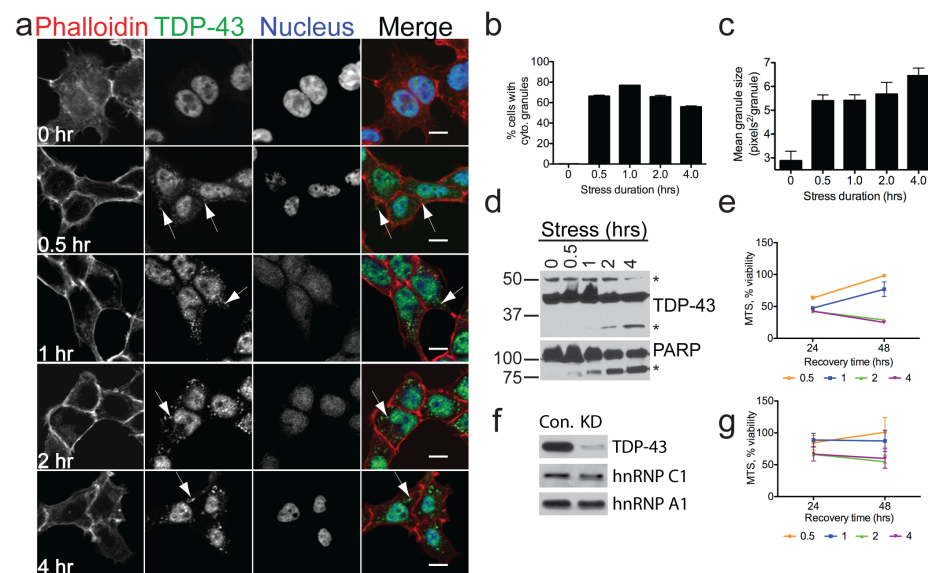 a
Phalloidin TDP-43 Nucleus Merge
0 hr
0.5 hr
1 hr
2 hr
4 hr
b
% cells with
cyto. granules
100
80
60
40
20
0
0 0.5 1.0 2.0 4.0
Stress duration (hrs)
c
Mean granule size
(pixels²/granule)
7
6
5
4
3
0 0.5 1.0 2.0 4.0
Stress duration (hrs)
d
Stress (hrs)
0 0.5 1 2 4
50
*
TDP-43
37
*
100
PARP
*
75
e
MTS, % viability
150
100
50
0
24 48
Recovery time (hrs)
0.5 1 2 4
f
Con. KD
TDP-43
hnRNP C1
hnRNP A1
g
MTS, % viability
150
100
50
0
24 48
Recovery time (hrs)
0.5 1 2 4